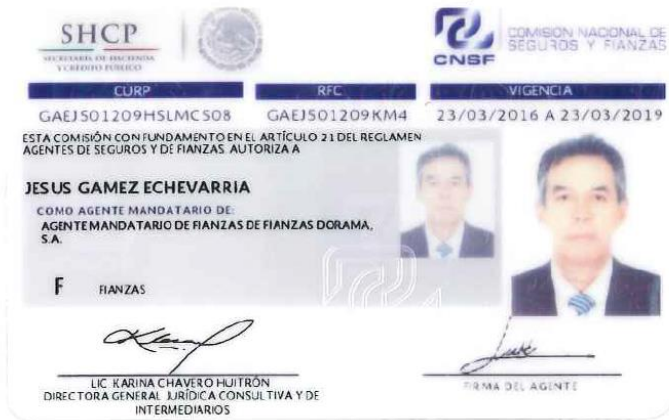 SHCP
SECRETARÍA DE HACIENDA
Y CRÉDITO PÚBLICO
CNSF
COMISIÓN NACIONAL DE
SEGUROS Y FIANZAS
CURP
RFC
VIGENCIA
GAEJ501209HSLMCS08
GAEJ501209KM4
23/03/2016 A 23/03/2019
ESTA COMISIÓN CON FUNDAMENTO EN EL ARTÍCULO 21 DEL REGLAMEN
AGENTES DE SEGUROS Y DE FIANZAS. AUTORIZA A
JESUS GAMEZ ECHEVARRIA
COMO AGENTE MANDATARIO DE:
AGENTE MANDATARIO DE FIANZAS DE FIANZAS DORAMA,
S.A.
F FIANZAS
LIC KARINA CHAVERO HUITRÓN
DIRECTORA GENERAL JURÍDICA CONSULTIVA Y DE
INTERMEDIARIOS
FIRMA DEL AGENTE